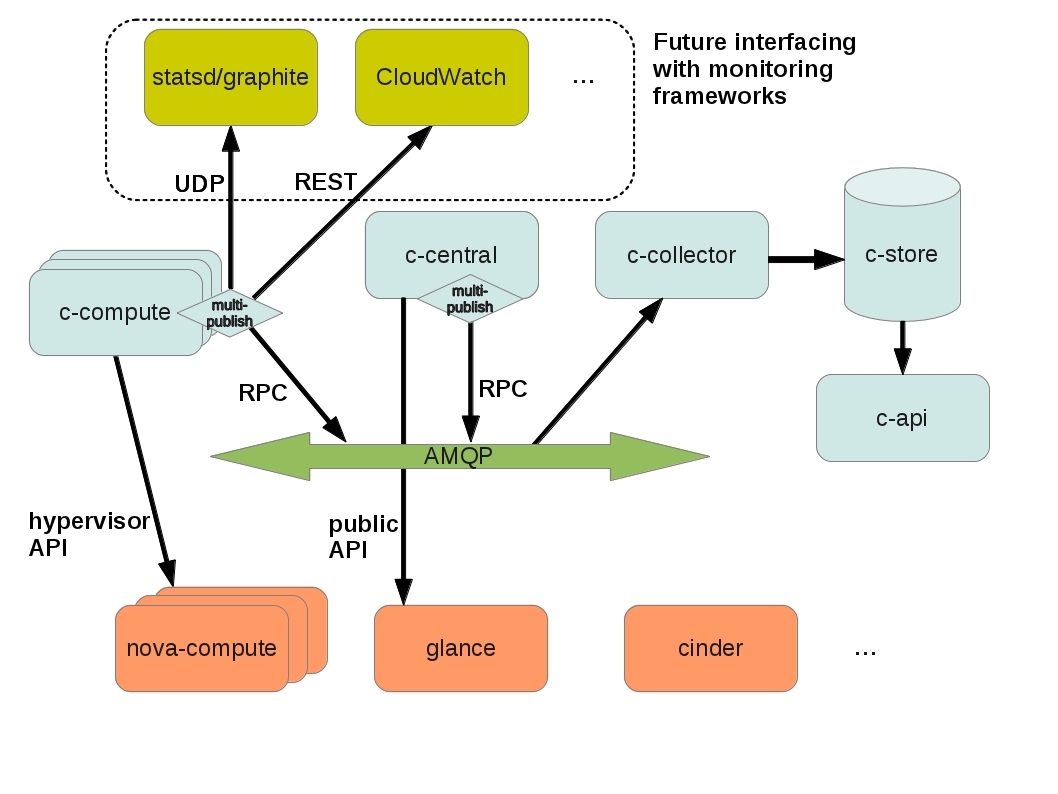 Future interfacing
with monitoring
frameworks
statsd/graphite
CloudWatch
...
UDP
REST
c-central
multi-
publish
c-collector
c-store
c-compute
multi-
publish
RPC
RPC
c-api
AMQP
hypervisor
API
public
API
nova-compute
glance
cinder
...